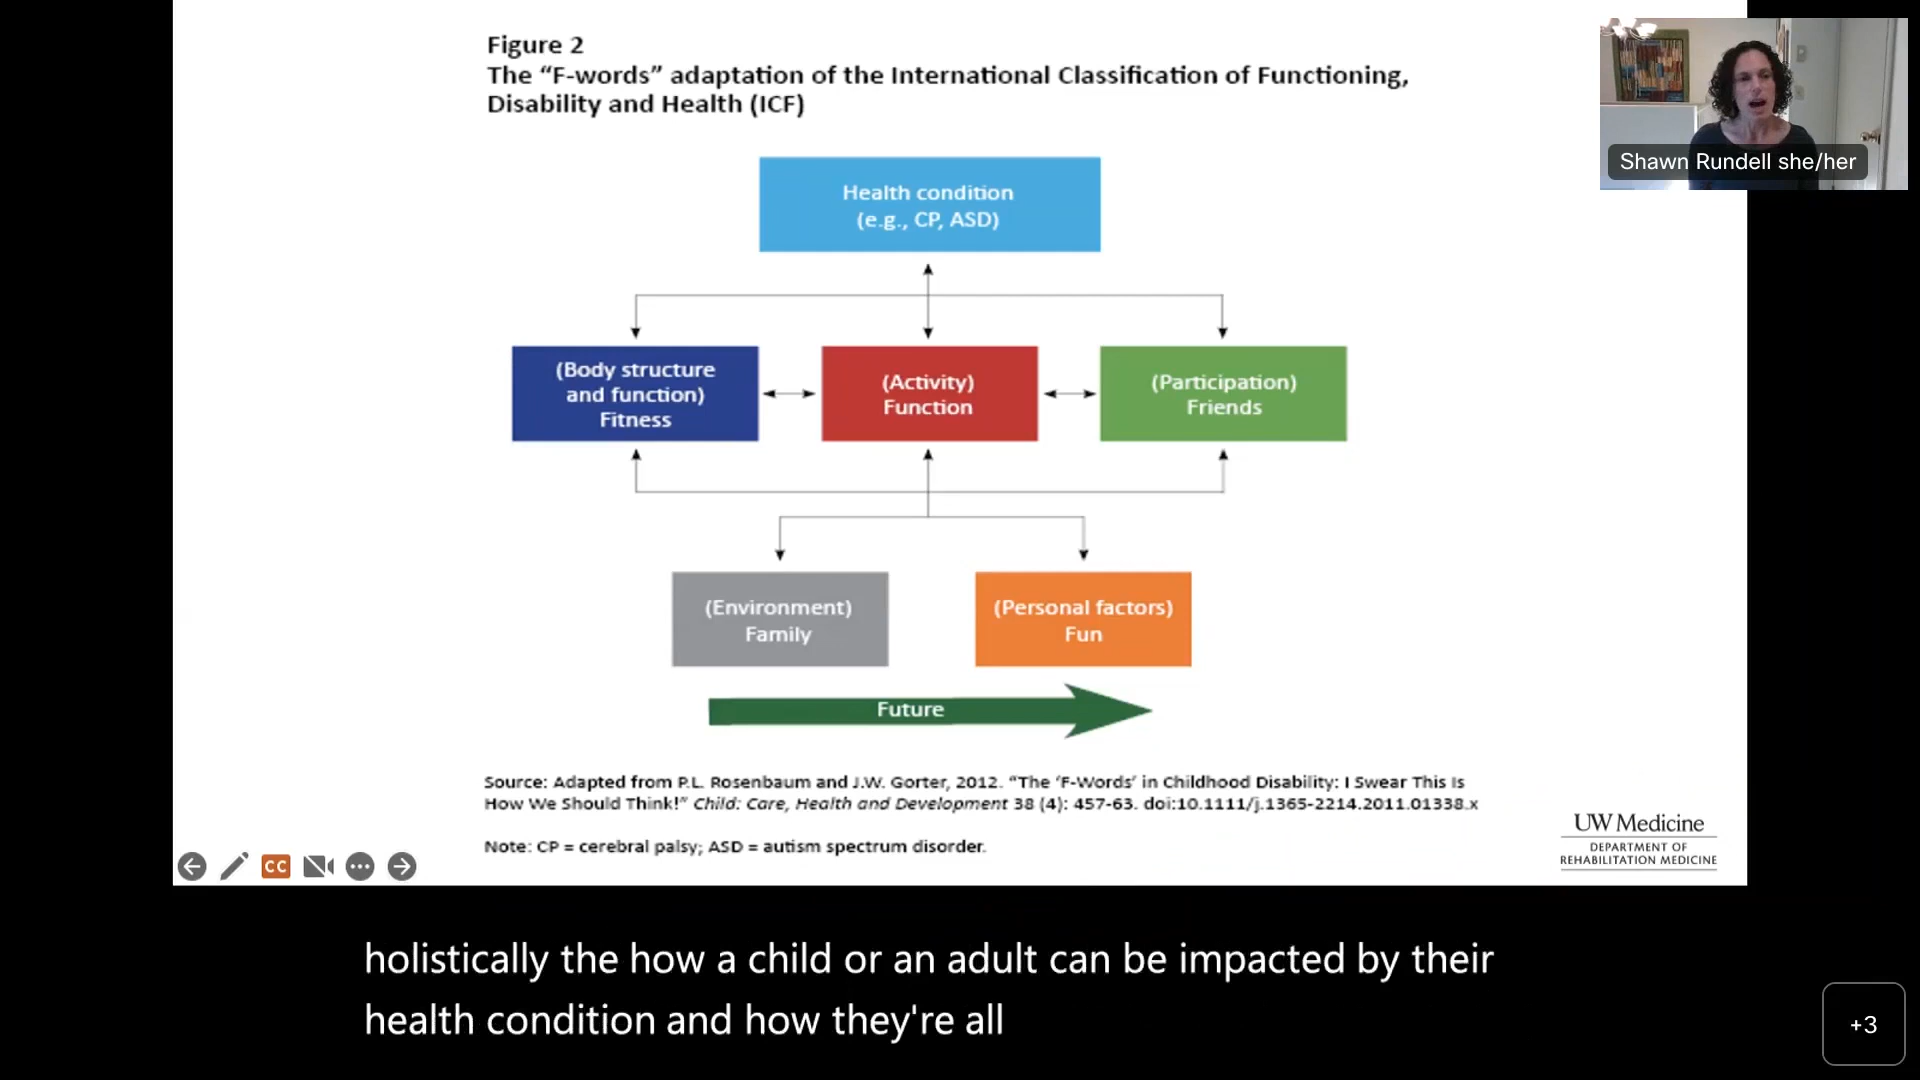 Figure 2
The “F-words” adaptation of the International Classification of Functioning,
Disability and Health (ICF)
Shawn Rundell she/her
Health condition
(e.g., CP, ASD)
(Body structure
and function)
Fitness
(Activity)
Function
(Participation)
Friends
(Environment)
Family
(Personal factors)
Fun
Future
Source: Adapted from P.L. Rosenbaum and J.W. Gorter, 2012. “The ‘F-Words’ in Childhood Disability: I Swear This Is
How We Should Think!” Child: Care, Health and Development 38 (4): 457-63. doi:10.1111/j.1365-2214.2011.01338.x
Note: CP = cerebral palsy; ASD = autism spectrum disorder.
UW Medicine
DEPARTMENT OF
REHABILITATION MEDICINE
CC
holistically the how a child or an adult can be impacted by their
health condition and how they're all
+3